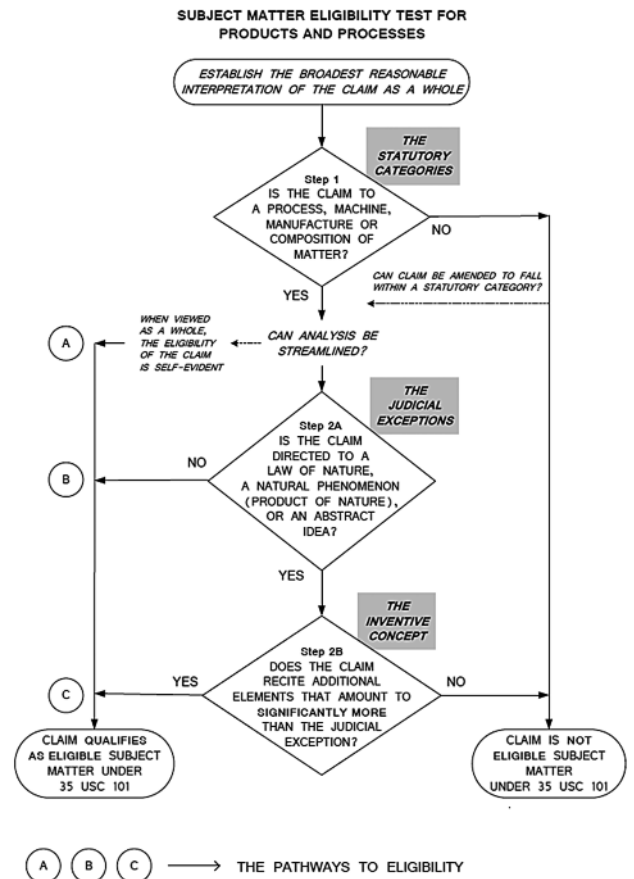 SUBJECT MATTER ELIGIBILITY TEST FOR
PRODUCTS AND PROCESSES
ESTABLISH THE BROADEST REASONABLE
INTERPRETATION OF THE CLAIM AS A WHOLE
THE
STATUTORY
CATEGORIES
Step 1
IS THE CLAIM TO
A PROCESS, MACHINE,
MANUFACTURE OR
COMPOSITION OF
MATTER?
NO
YES
CAN CLAIM BE AMENDED TO FALL
WITHIN A STATUTORY CATEGORY?
A
WHEN VIEWED
AS A WHOLE,
THE ELIGIBILITY
OF THE CLAIM
IS SELF-EVIDENT
CAN ANALYSIS BE
STREAMLINED?
THE
JUDICIAL
EXCEPTIONS
B
NO
Step 2A
IS THE CLAIM
DIRECTED TO A
LAW OF NATURE,
A NATURAL PHENOMENON
(PRODUCT OF NATURE),
OR AN ABSTRACT
IDEA?
YES
THE
INVENTIVE
CONCEPT
C
YES
Step 2B
DOES THE CLAIM
RECITE ADDITIONAL
ELEMENTS THAT AMOUNT TO
SIGNIFICANTLY MORE
THAN THE JUDICIAL
EXCEPTION?
NO
CLAIM QUALIFIES
AS ELIGIBLE SUBJECT
MATTER UNDER
35 USC 101
CLAIM IS NOT
ELIGIBLE SUBJECT
MATTER
UNDER 35 USC 101
A B C THE PATHWAYS TO ELIGIBILITY